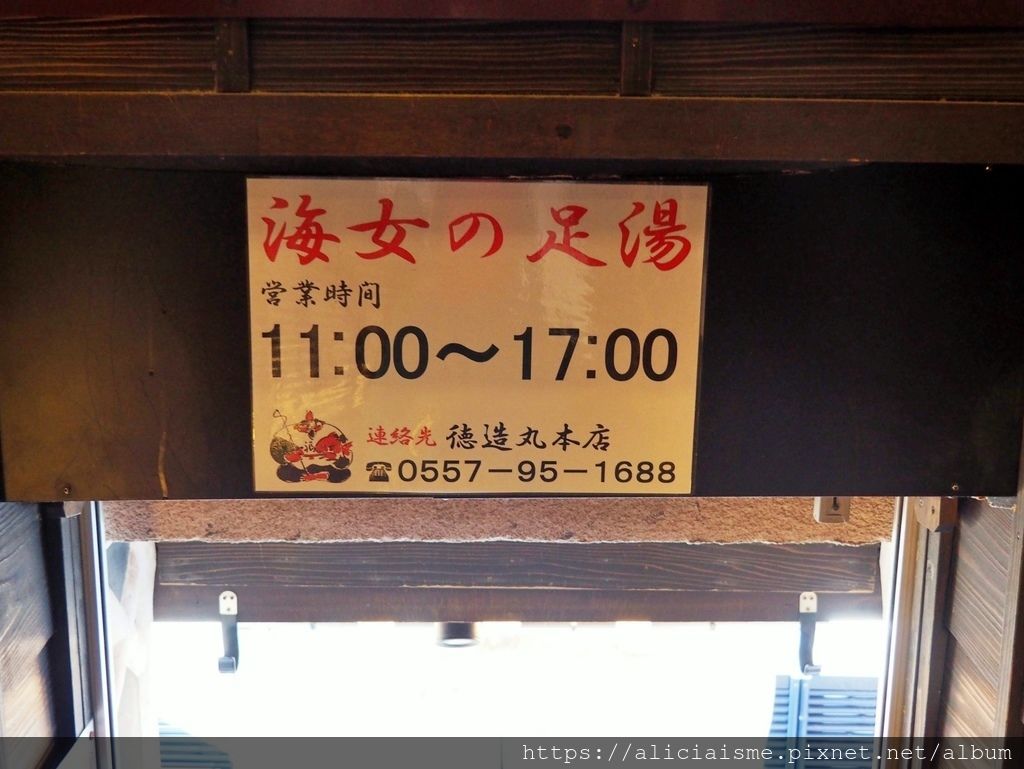 海女の足湯
営業時間
11:00～17:00
連絡先 徳造丸本店
☎0557－95－1688
https://aliciaisme.pixnet.net/album